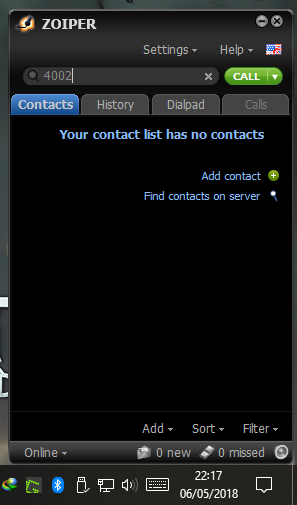 ZOIPER
Settings Help
4002 CALL
Contacts History Dialpad Calls
Your contact list has no contacts
Add contact
Find contacts on server
Add Sort Filter
Online 0 new 0 missed
22:17
06/05/2018